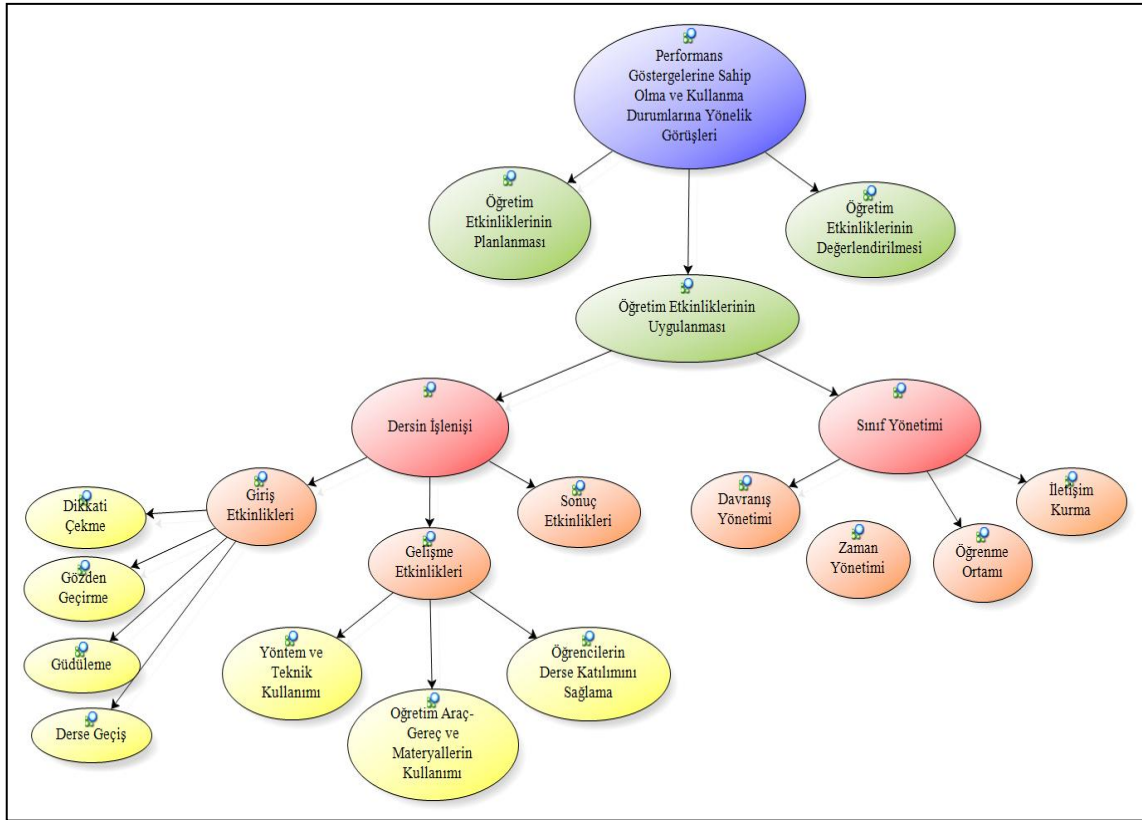 Performans
Göstergelerine Sahip
Olma ve Kullanma
Durumlarına Yönelik
Görüşleri
Öğretim
Etkinliklerinin
Planlanması
Öğretim
Etkinliklerinin
Değerlendirilmesi
Öğretim Etkinliklerinin
Uygulanması
Dersin İşlenişi
Sınıf Yönetimi
Giriş
Etkinlikleri
Sonuç
Etkinlikleri
Gelişme
Etkinlikleri
Davranış
Yönetimi
Zaman
Yönetimi
Öğrenme
Ortamı
İletişim
Kurma
Dikkati
Çekme
Gözden
Geçirme
Güdüleme
Derse Geçiş
Yöntem ve
Teknik
Kullanımı
Oğretim Araç-
Gereç ve
Materyallerin
Kullanımı
Öğrencilerin
Derse Katılımını
Sağlama